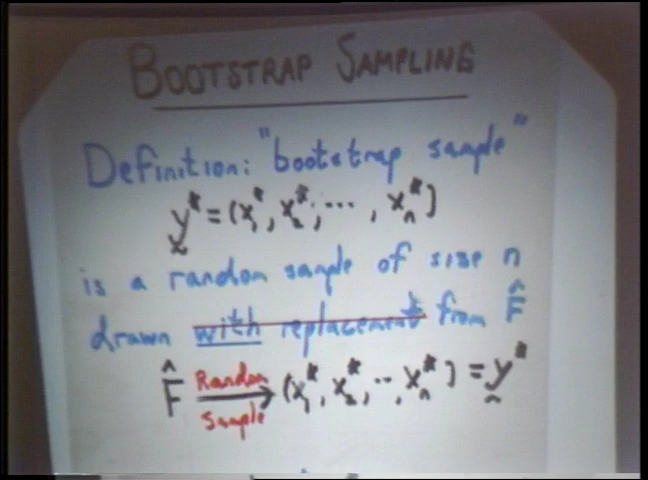 BOOTSTRAP SAMPLING
Definition: "bootstrap sample"
y* = (x₁*, x₂*, ..., xₙ*)
is a random sample of size n
drawn with replacement from F̂
F̂ Random Sample → (x₁*, x₂*, .., xₙ*) = y*